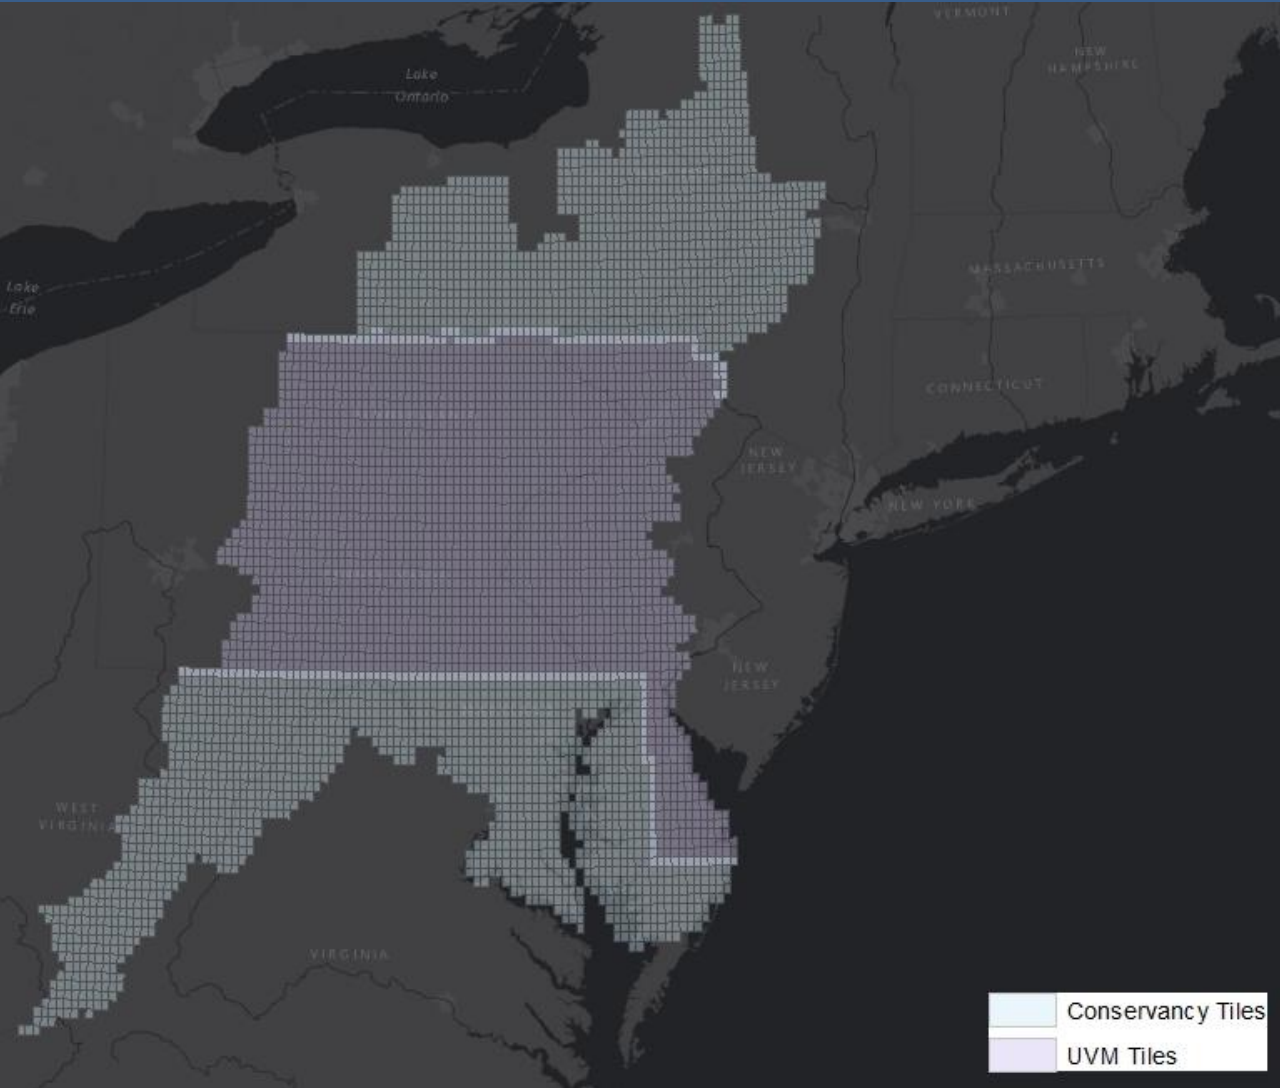 VERMONT
NEW
HAMPSHIRE
Lake
Ontario
MASSACHUSETTS
Lake
Erie
CONNECTICUT
NEW
JERSEY
NEW YORK
NEW
JERSEY
WEST
VIRGINIA
VIRGINIA
Conservancy Tiles
UVM Tiles